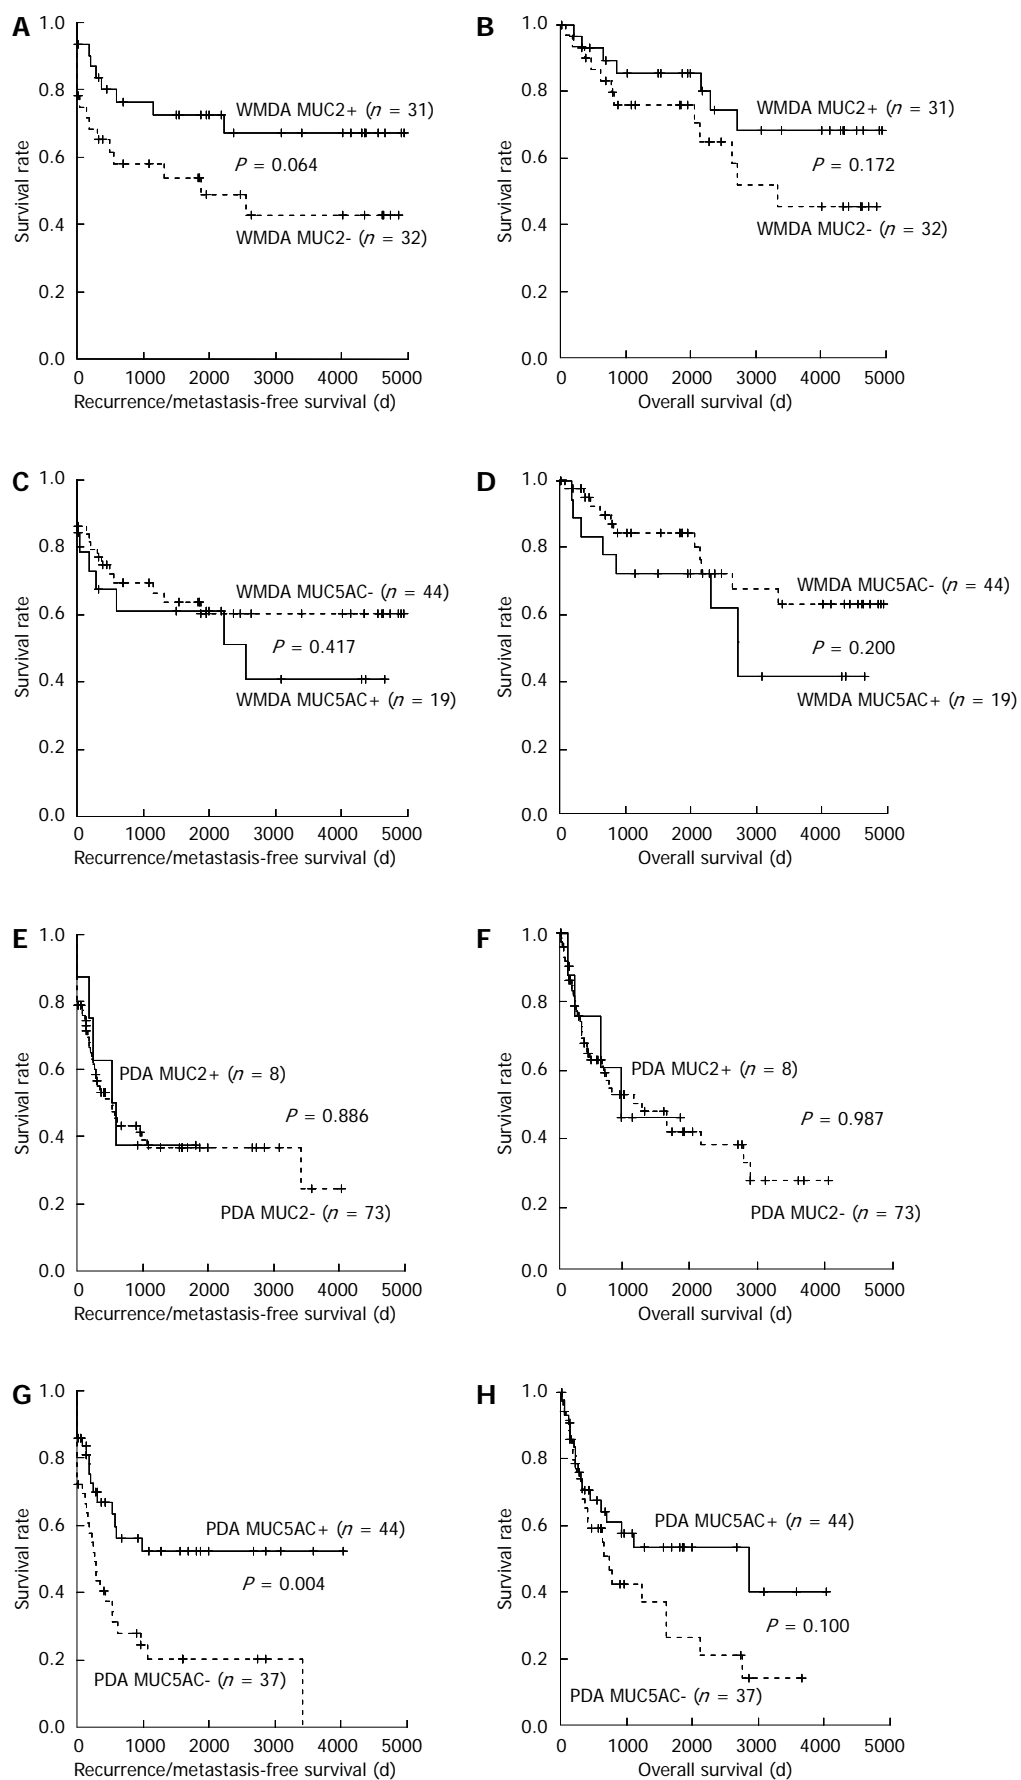 A
1.0
0.8
0.6
0.4
0.2
0.0
Survival rate
WMDA MUC2+ (n = 31)
P = 0.064
WMDA MUC2- (n = 32)
0 1000 2000 3000 4000 5000
Recurrence/metastasis-free survival (d)
B
1.0
0.8
0.6
0.4
0.2
0.0
Survival rate
WMDA MUC2+ (n = 31)
P = 0.172
WMDA MUC2- (n = 32)
0 1000 2000 3000 4000 5000
Overall survival (d)
C
1.0
0.8
0.6
0.4
0.2
0.0
Survival rate
WMDA MUC5AC- (n = 44)
P = 0.417
WMDA MUC5AC+ (n = 19)
0 1000 2000 3000 4000 5000
Recurrence/metastasis-free survival (d)
D
1.0
0.8
0.6
0.4
0.2
0.0
Survival rate
WMDA MUC5AC- (n = 44)
P = 0.200
WMDA MUC5AC+ (n = 19)
0 1000 2000 3000 4000 5000
Overall survival (d)
E
1.0
0.8
0.6
0.4
0.2
0.0
Survival rate
PDA MUC2+ (n = 8)
P = 0.886
PDA MUC2- (n = 73)
0 1000 2000 3000 4000 5000
Recurrence/metastasis-free survival (d)
F
1.0
0.8
0.6
0.4
0.2
0.0
Survival rate
PDA MUC2+ (n = 8)
P = 0.987
PDA MUC2- (n = 73)
0 1000 2000 3000 4000 5000
Overall survival (d)
G
1.0
0.8
0.6
0.4
0.2
0.0
Survival rate
PDA MUC5AC+ (n = 44)
P = 0.004
PDA MUC5AC- (n = 37)
0 1000 2000 3000 4000 5000
Recurrence/metastasis-free survival (d)
H
1.0
0.8
0.6
0.4
0.2
0.0
Survival rate
PDA MUC5AC+ (n = 44)
P = 0.100
PDA MUC5AC- (n = 37)
0 1000 2000 3000 4000 5000
Overall survival (d)